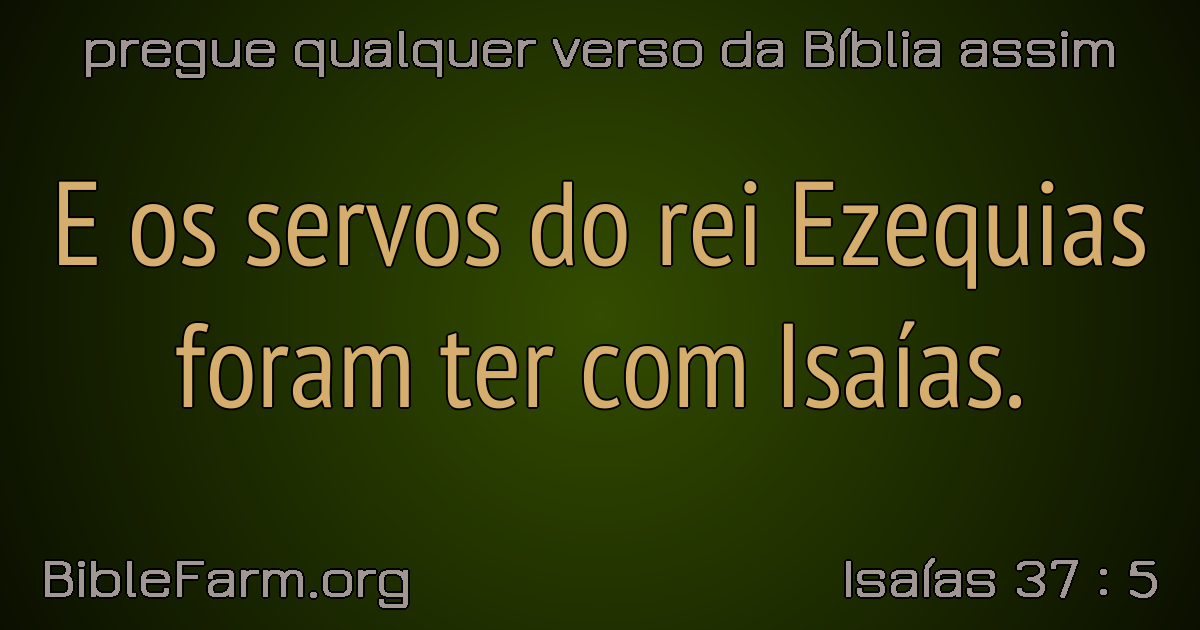 pregue qualquer verso da Bíblia assim
E os servos do rei Ezequias
foram ter com Isaías.
BibleFarm.org
Isaías 37 : 5